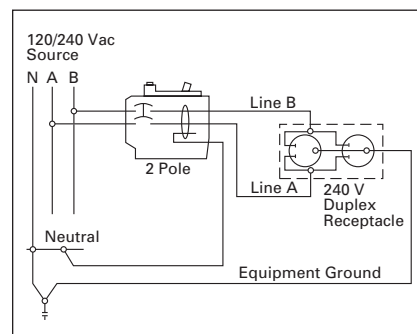 120/240 Vac
Source
N A B
Line B
2 Pole
Line A
240 V
Duplex
Receptacle
Neutral
Equipment Ground